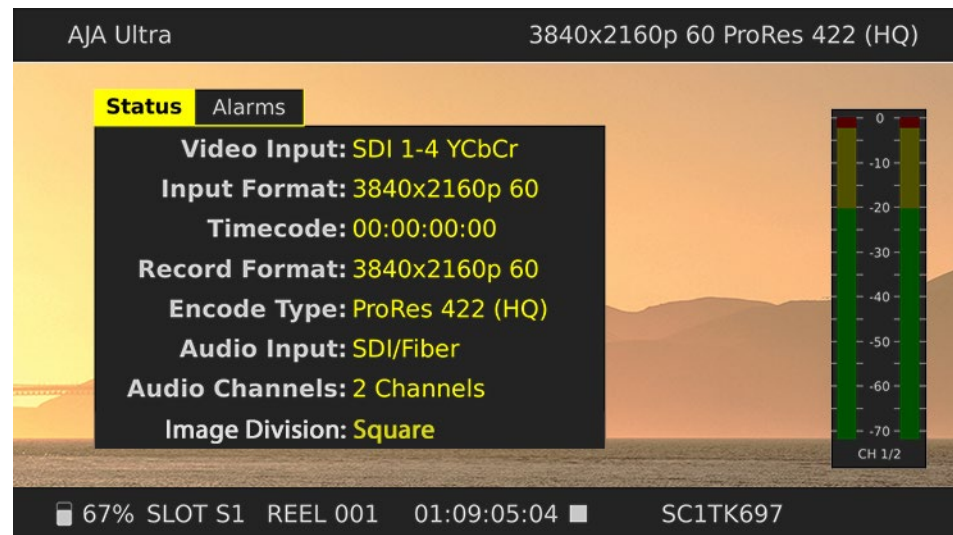 AJA Ultra 3840x2160p 60 ProRes 422 (HQ)
Status Alarms
Video Input: SDI 1-4 YCbCr
Input Format: 3840x2160p 60
Timecode: 00:00:00:00
Record Format: 3840x2160p 60
Encode Type: ProRes 422 (HQ)
Audio Input: SDI/Fiber
Audio Channels: 2 Channels
Image Division: Square
0
-10
-20
-30
-40
-50
-60
-70
CH 1/2
67% SLOT S1 REEL 001 01:09:05:04 SC1TK697